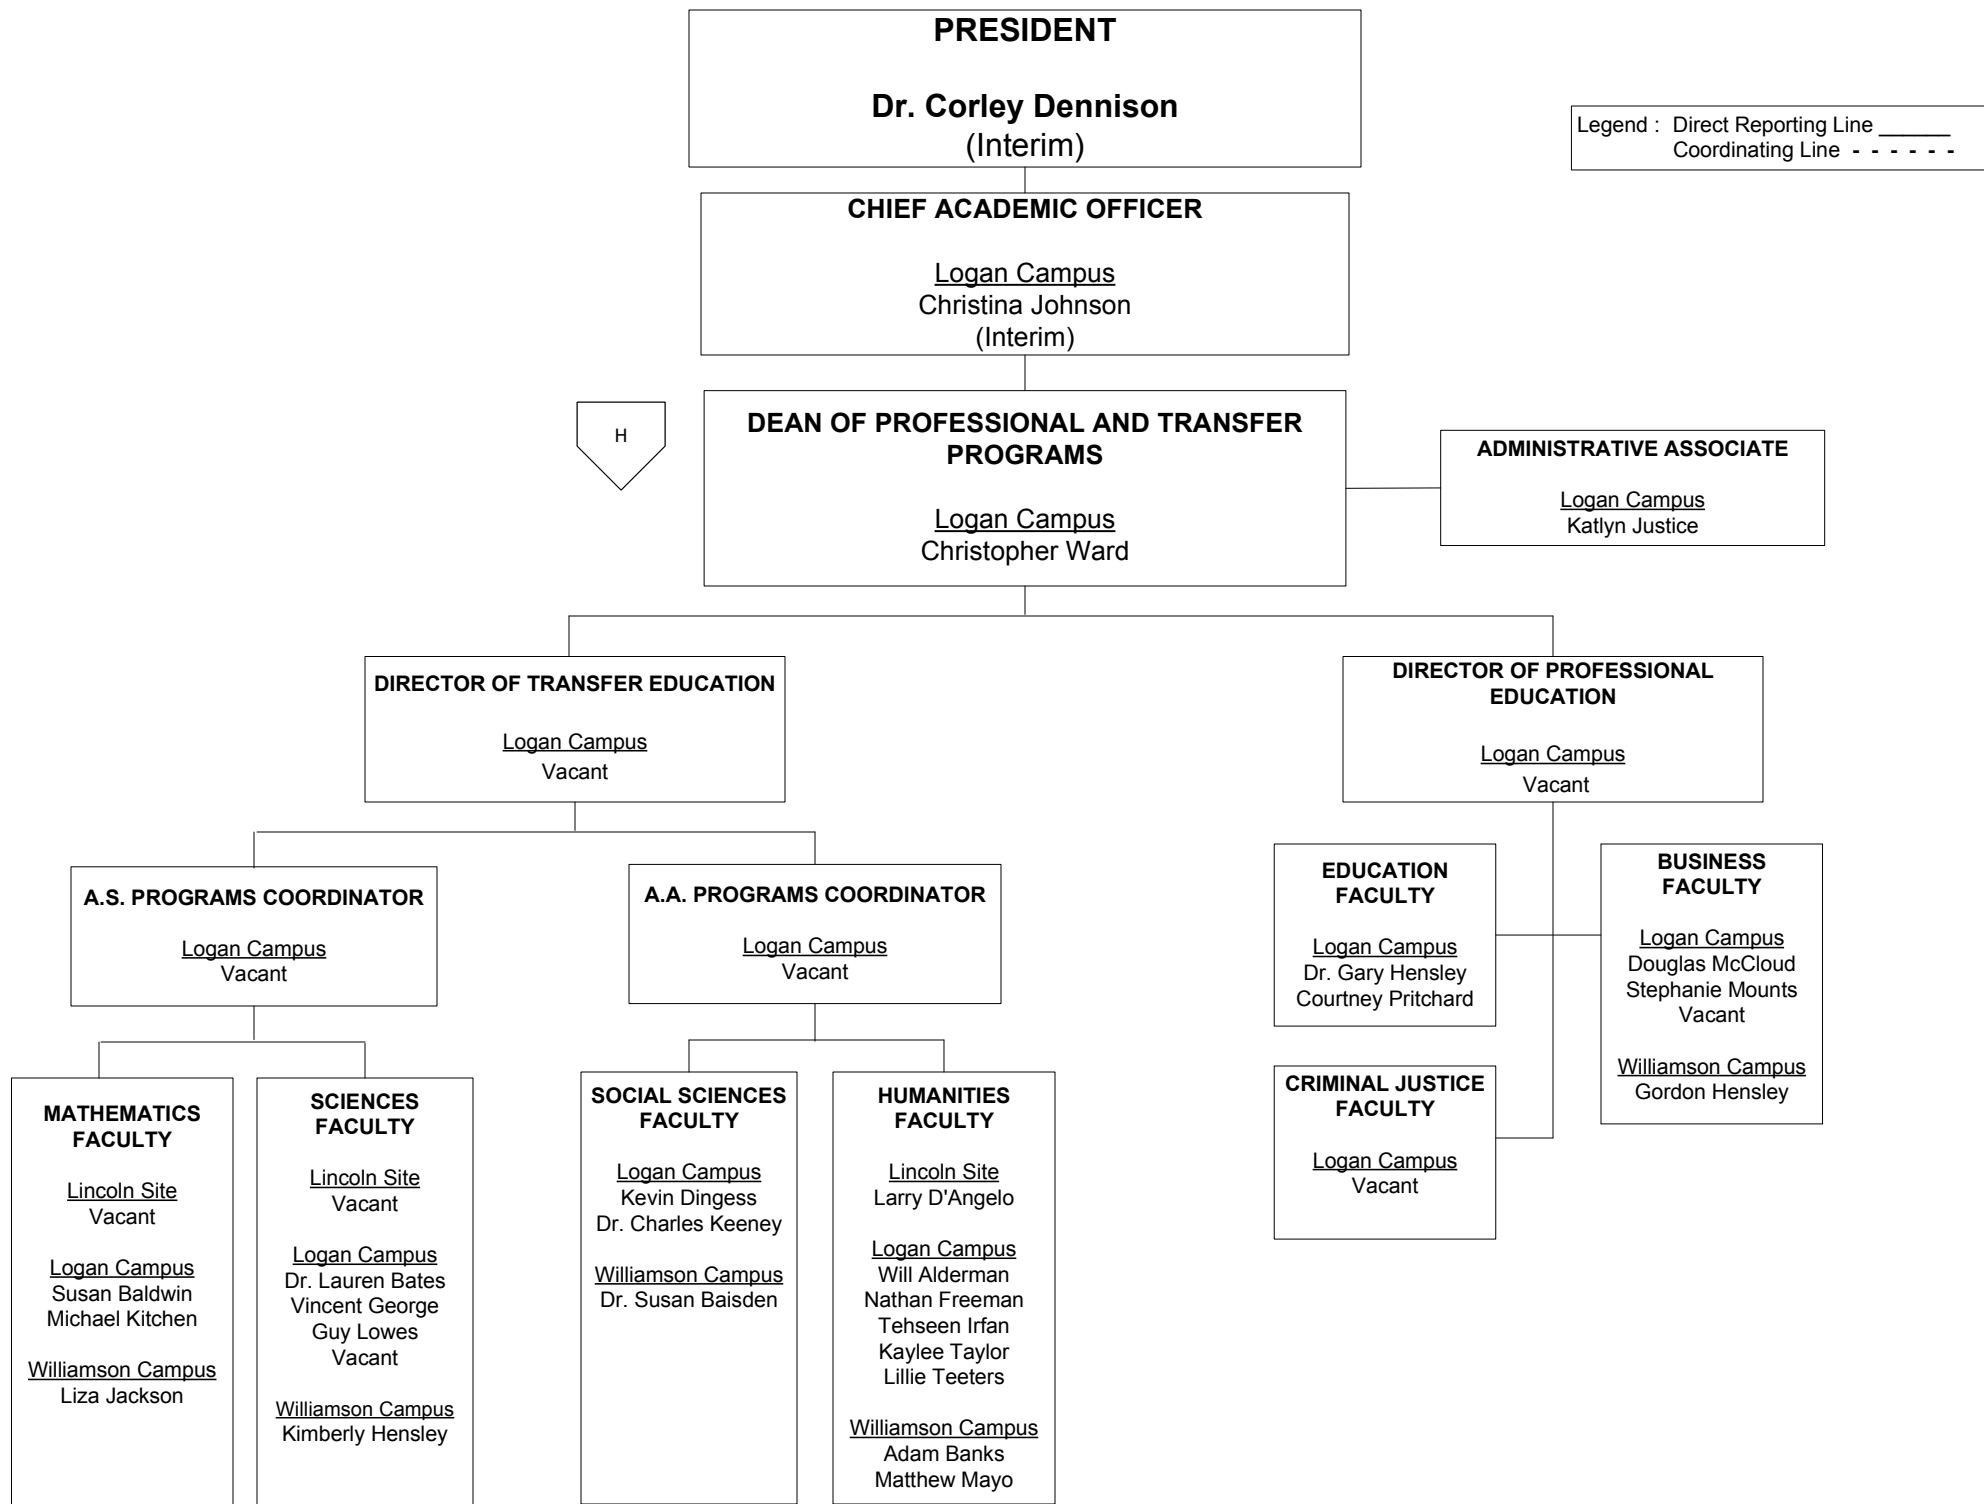 PRESIDENT
Dr. Corley Dennison
(Interim)
Legend : Direct Reporting Line ______
Coordinating Line - - - - - -
CHIEF ACADEMIC OFFICER
Logan Campus
Christina Johnson
(Interim)
H
DEAN OF PROFESSIONAL AND TRANSFER
PROGRAMS
Logan Campus
Christopher Ward
ADMINISTRATIVE ASSOCIATE
Logan Campus
Katlyn Justice
DIRECTOR OF TRANSFER EDUCATION
Logan Campus
Vacant
DIRECTOR OF PROFESSIONAL
EDUCATION
Logan Campus
Vacant
A.S. PROGRAMS COORDINATOR
Logan Campus
Vacant
A.A. PROGRAMS COORDINATOR
Logan Campus
Vacant
EDUCATION
FACULTY
Logan Campus
Dr. Gary Hensley
Courtney Pritchard
BUSINESS
FACULTY
Logan Campus
Douglas McCloud
Stephanie Mounts
Vacant
Williamson Campus
Gordon Hensley
MATHEMATICS
FACULTY
Lincoln Site
Vacant
Logan Campus
Susan Baldwin
Michael Kitchen
Williamson Campus
Liza Jackson
SCIENCES
FACULTY
Lincoln Site
Vacant
Logan Campus
Dr. Lauren Bates
Vincent George
Guy Lowes
Vacant
Williamson Campus
Kimberly Hensley
SOCIAL SCIENCES
FACULTY
Logan Campus
Kevin Dingess
Dr. Charles Keeney
Williamson Campus
Dr. Susan Baisden
HUMANITIES
FACULTY
Lincoln Site
Larry D'Angelo
Logan Campus
Will Alderman
Nathan Freeman
Tehseen Irfan
Kaylee Taylor
Lillie Teeters
Williamson Campus
Adam Banks
Matthew Mayo
CRIMINAL JUSTICE
FACULTY
Logan Campus
Vacant